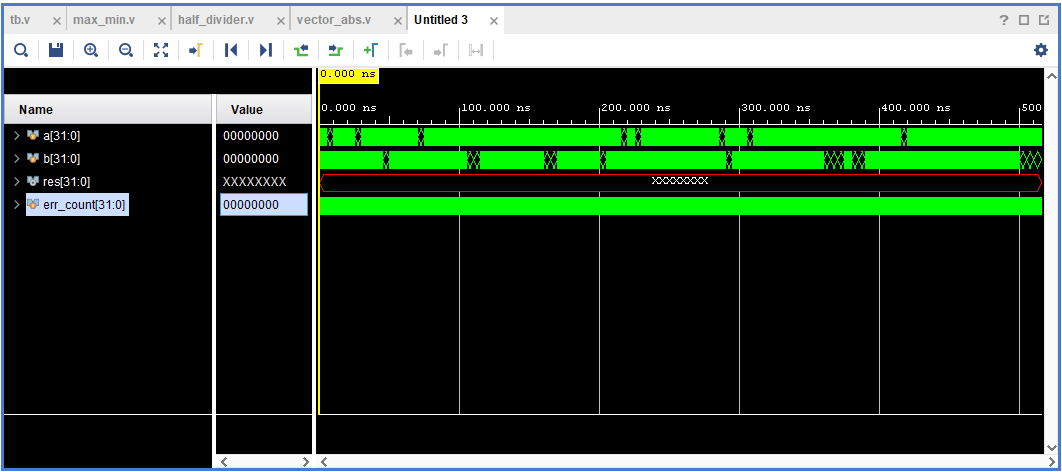 tb.v max_min.v half_divider.v vector_abs.v Untitled 3
0.000 ns
0.000 ns 100.000 ns 200.000 ns 300.000 ns 400.000 ns 500
Name Value
a[31:0] 00000000
b[31:0] 00000000
res[31:0] XXXXXXXX XXXXXXXX
err_count[31:0] 00000000